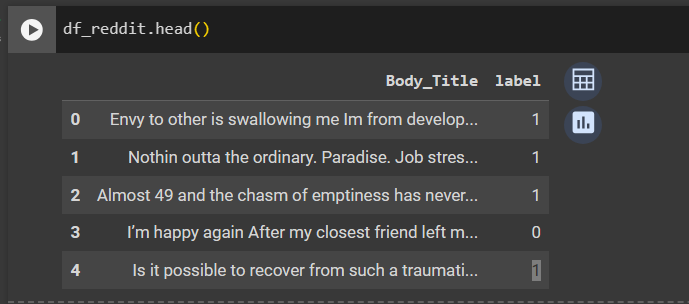 df_reddit.head()
Body_Title label
0 Envy to other is swallowing me Im from develop... 1
1 Nothin outta the ordinary. Paradise. Job stres... 1
2 Almost 49 and the chasm of emptiness has never... 1
3 I’m happy again After my closest friend left m... 0
4 Is it possible to recover from such a traumati... 1